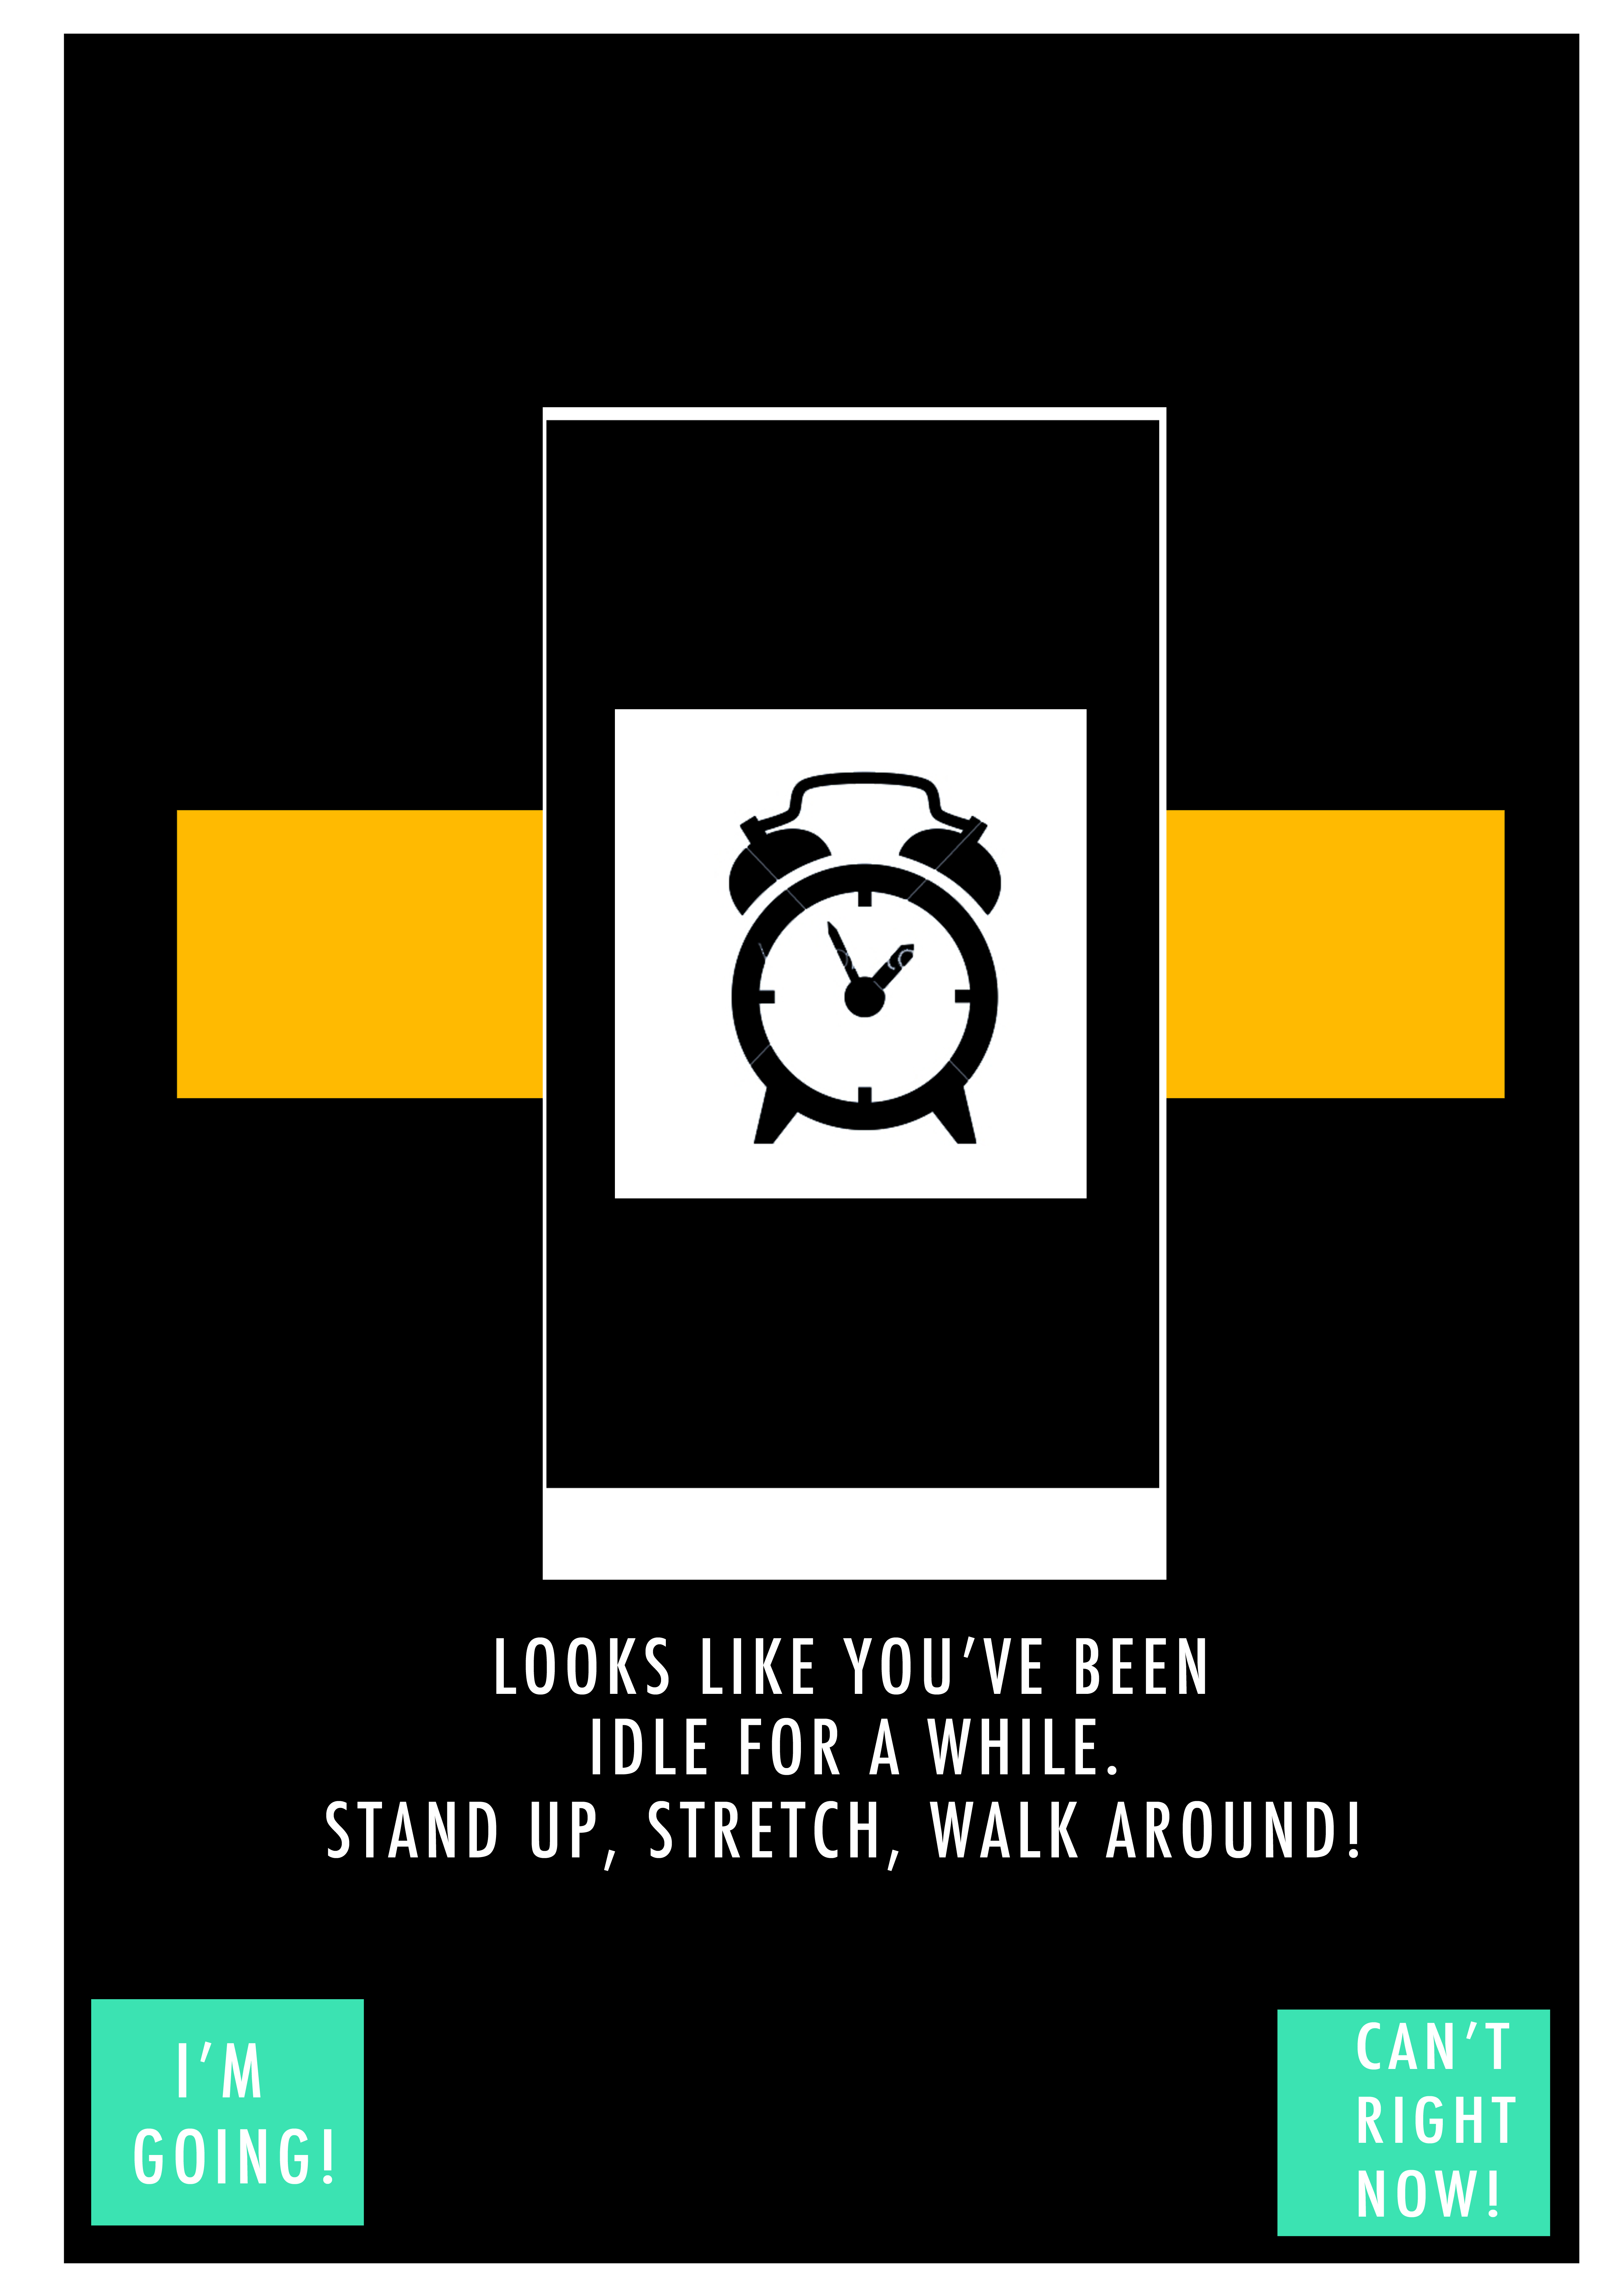 LOOKS LIKE YOU’VE BEEN
IDLE FOR A WHILE.
STAND UP, STRETCH, WALK AROUND!
I’M
GOING!
CAN’T
RIGHT
NOW!